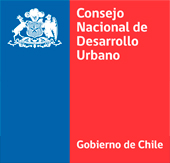 Consejo
Nacional de
Desarrollo
Urbano
Gobierno de Chile